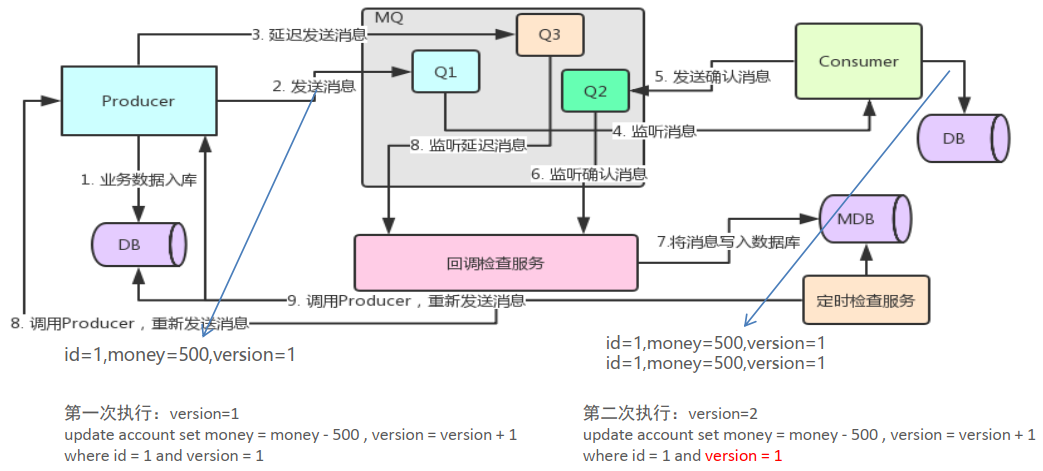 MQ
3. 延迟发送消息
Q3
Producer
2. 发送消息
Q1
Q2
5. 发送确认消息
Consumer
DB
4. 监听消息
8. 监听延迟消息
6. 监听确认消息
1. 业务数据入库
DB
回调检查服务
7.将消息写入数据库
MDB
9. 调用Producer，重新发送消息
定时检查服务
8. 调用Producer，重新发送消息
id=1,money=500,version=1
id=1,money=500,version=1
id=1,money=500,version=1
第一次执行：version=1
update account set money = money - 500 , version = version + 1
where id = 1 and version = 1
第二次执行：version=2
update account set money = money - 500 , version = version + 1
where id = 1 and version = 1